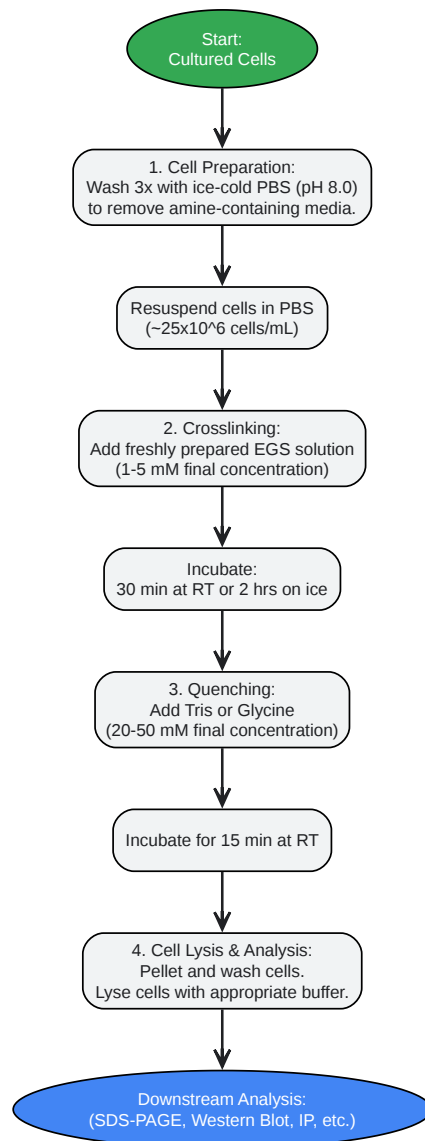 Start:
Cultured Cells
1. Cell Preparation:
Wash 3x with ice-cold PBS (pH 8.0)
to remove amine-containing media.
Resuspend cells in PBS
(~25x10^6 cells/mL)
2. Crosslinking:
Add freshly prepared EGS solution
(1-5 mM final concentration)
Incubate:
30 min at RT or 2 hrs on ice
3. Quenching:
Add Tris or Glycine
(20-50 mM final concentration)
Incubate for 15 min at RT
4. Cell Lysis & Analysis:
Pellet and wash cells.
Lyse cells with appropriate buffer.
Downstream Analysis:
(SDS-PAGE, Western Blot, IP, etc.)